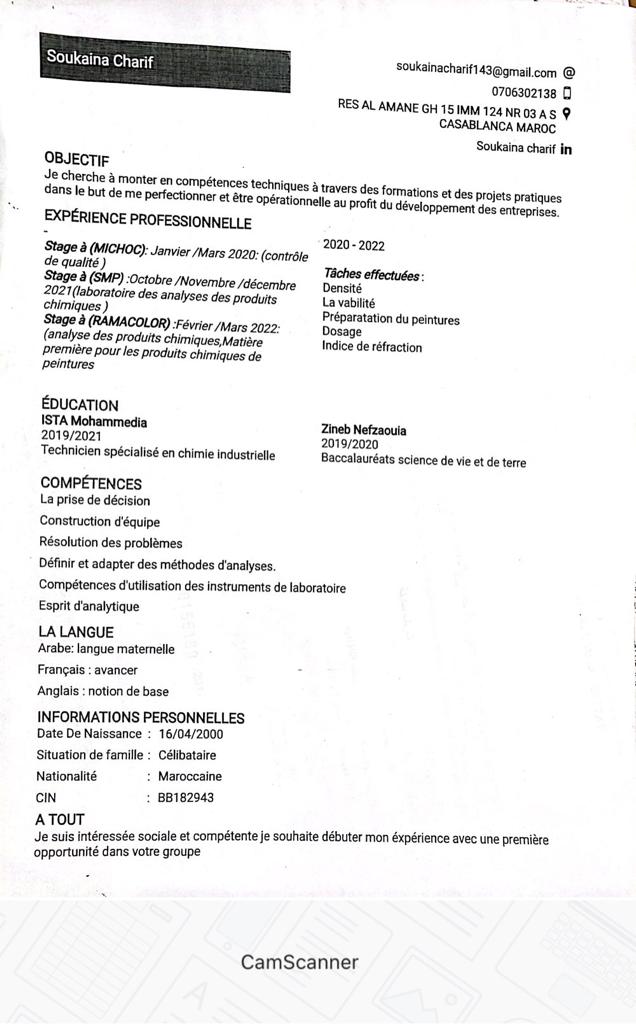 Soukaina Charif
soukainacharif143@gmail.com @
0706302138
RES AL AMANE GH 15 IMM 124 NR 03 A S
CASABLANCA MAROC
Soukaina charif in
OBJECTIF
Je cherche à monter en compétences techniques à travers des formations et des projets pratiques
dans le but de me perfectionner et être opérationnelle au profit du développement des entreprises.
EXPÉRIENCE PROFESSIONNELLE
-
Stage à (MICHOC): Janvier /Mars 2020: (contrôle
de qualité )
Stage à (SMP) :Octobre /Novembre /décembre
2021(laboratoire des analyses des produits
chimiques )
Stage à (RAMACOLOR) :Février /Mars 2022:
(analyse des produits chimiques,Matière
première pour les produits chimiques de
peintures
2020 - 2022
Tâches effectuées :
Densité
La vabilité
Préparatation du peintures
Dosage
Indice de réfraction
ÉDUCATION
ISTA Mohammedia
2019/2021
Technicien spécialisé en chimie industrielle
Zineb Nefzaouia
2019/2020
Baccalauréats science de vie et de terre
COMPÉTENCES
La prise de décision
Construction d'équipe
Résolution des problèmes
Définir et adapter des méthodes d'analyses.
Compétences d'utilisation des instruments de laboratoire
Esprit d'analytique
LA LANGUE
Arabe: langue maternelle
Français : avancer
Anglais : notion de base
INFORMATIONS PERSONNELLES
Date De Naissance : 16/04/2000
Situation de famille : Célibataire
Nationalité : Maroccaine
CIN : BB182943
A TOUT
Je suis intéressée sociale et compétente je souhaite débuter mon éxpérience avec une première
opportunité dans votre groupe
CamScanner